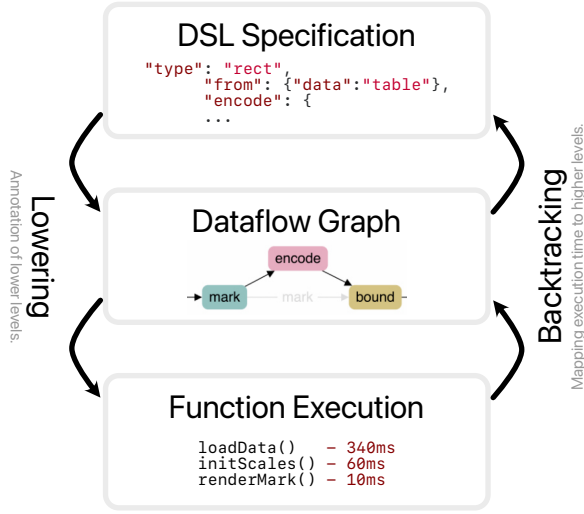 DSL Specification
"type": "rect",
"from": {"data":"table"},
"encode": {
...
Lowering
Annotation of lower levels.
Dataflow Graph
encode
mark
mark
bound
Backtracking
Mapping execution time to higher levels.
Function Execution
loadData() – 340ms
initScales() – 60ms
renderMark() – 10ms